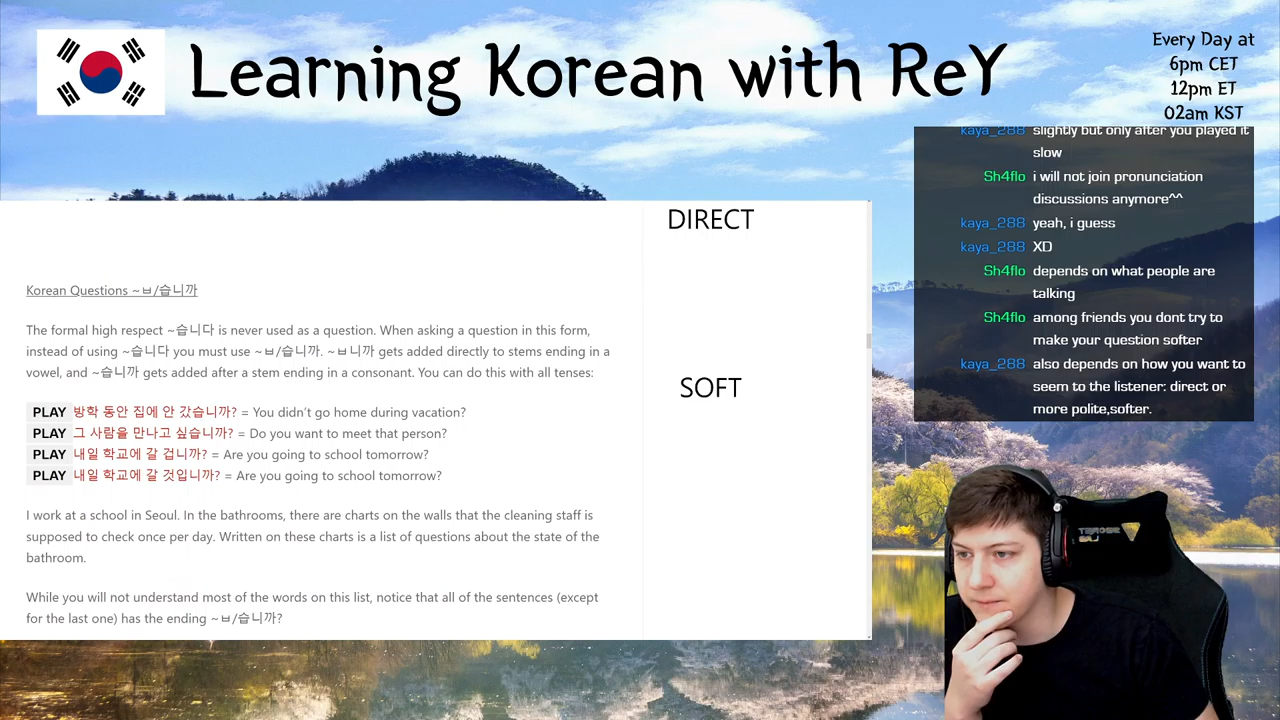 Learning Korean with ReY
Every Day at
6pm CET
12pm ET
02am KST
kaya_288 slightly but only after you played it
slow
Sh4flo i will not join pronunciation
discussions anymore^^
kaya_288 yeah, i guess
kaya_288 XD
Sh4flo depends on what people are
talking
Sh4flo among friends you dont try to
make your question softer
kaya_288 also depends on how you want to
seem to the listener: direct or
more polite,softer.
DIRECT
SOFT
Korean Questions ~ㅂ/습니까
The formal high respect ~습니다 is never used as a question. When asking a question in this form,
instead of using ~습니다 you must use ~ㅂ/습니까. ~ㅂ니까 gets added directly to stems ending in a
vowel, and ~습니까 gets added after a stem ending in a consonant. You can do this with all tenses:
PLAY 방학 동안 집에 안 갔습니까? = You didn't go home during vacation?
PLAY 그 사람을 만나고 싶습니까? = Do you want to meet that person?
PLAY 내일 학교에 갈 겁니까? = Are you going to school tomorrow?
PLAY 내일 학교에 갈 것입니까? = Are you going to school tomorrow?
I work at a school in Seoul. In the bathrooms, there are charts on the walls that the cleaning staff is
supposed to check once per day. Written on these charts is a list of questions about the state of the
bathroom.
While you will not understand most of the words on this list, notice that all of the sentences (except
for the last one) has the ending ~ㅂ/습니까?